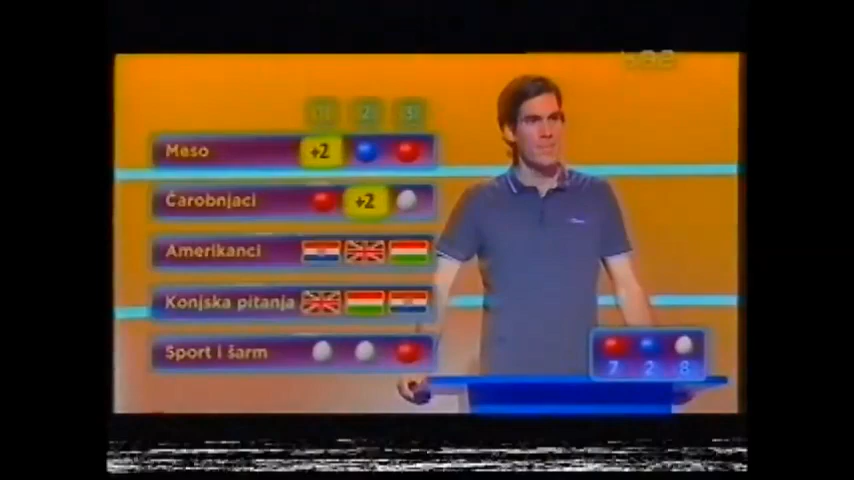 1 2 3
Meso +2
Čarobnjaci +2
Amerikanci
Konjska pitanja
Sport i šarm
7 2 8